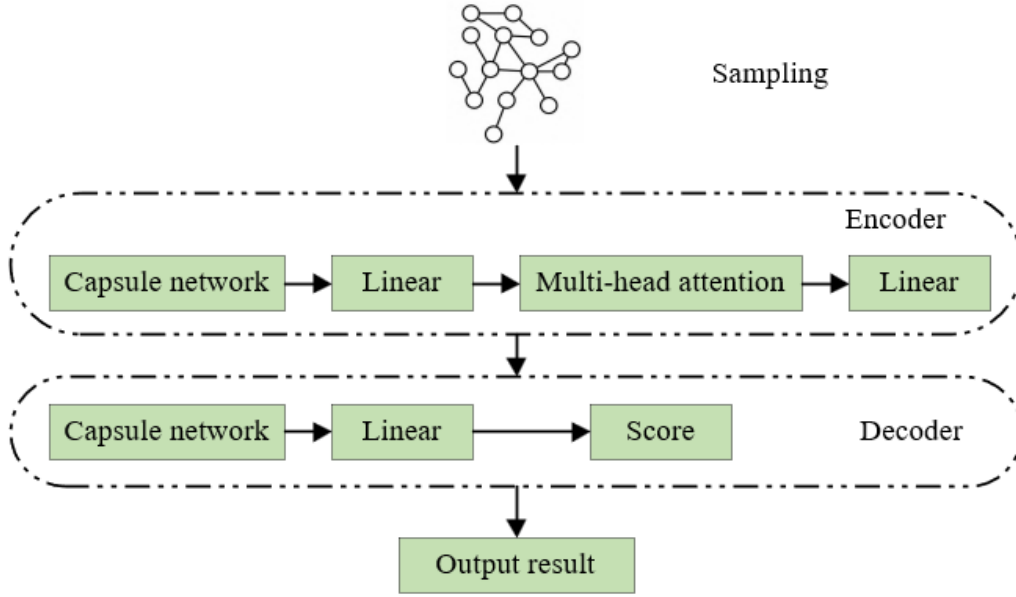 Sampling
Encoder
Capsule network
Linear
Multi-head attention
Linear
Capsule network
Linear
Score
Decoder
Output result